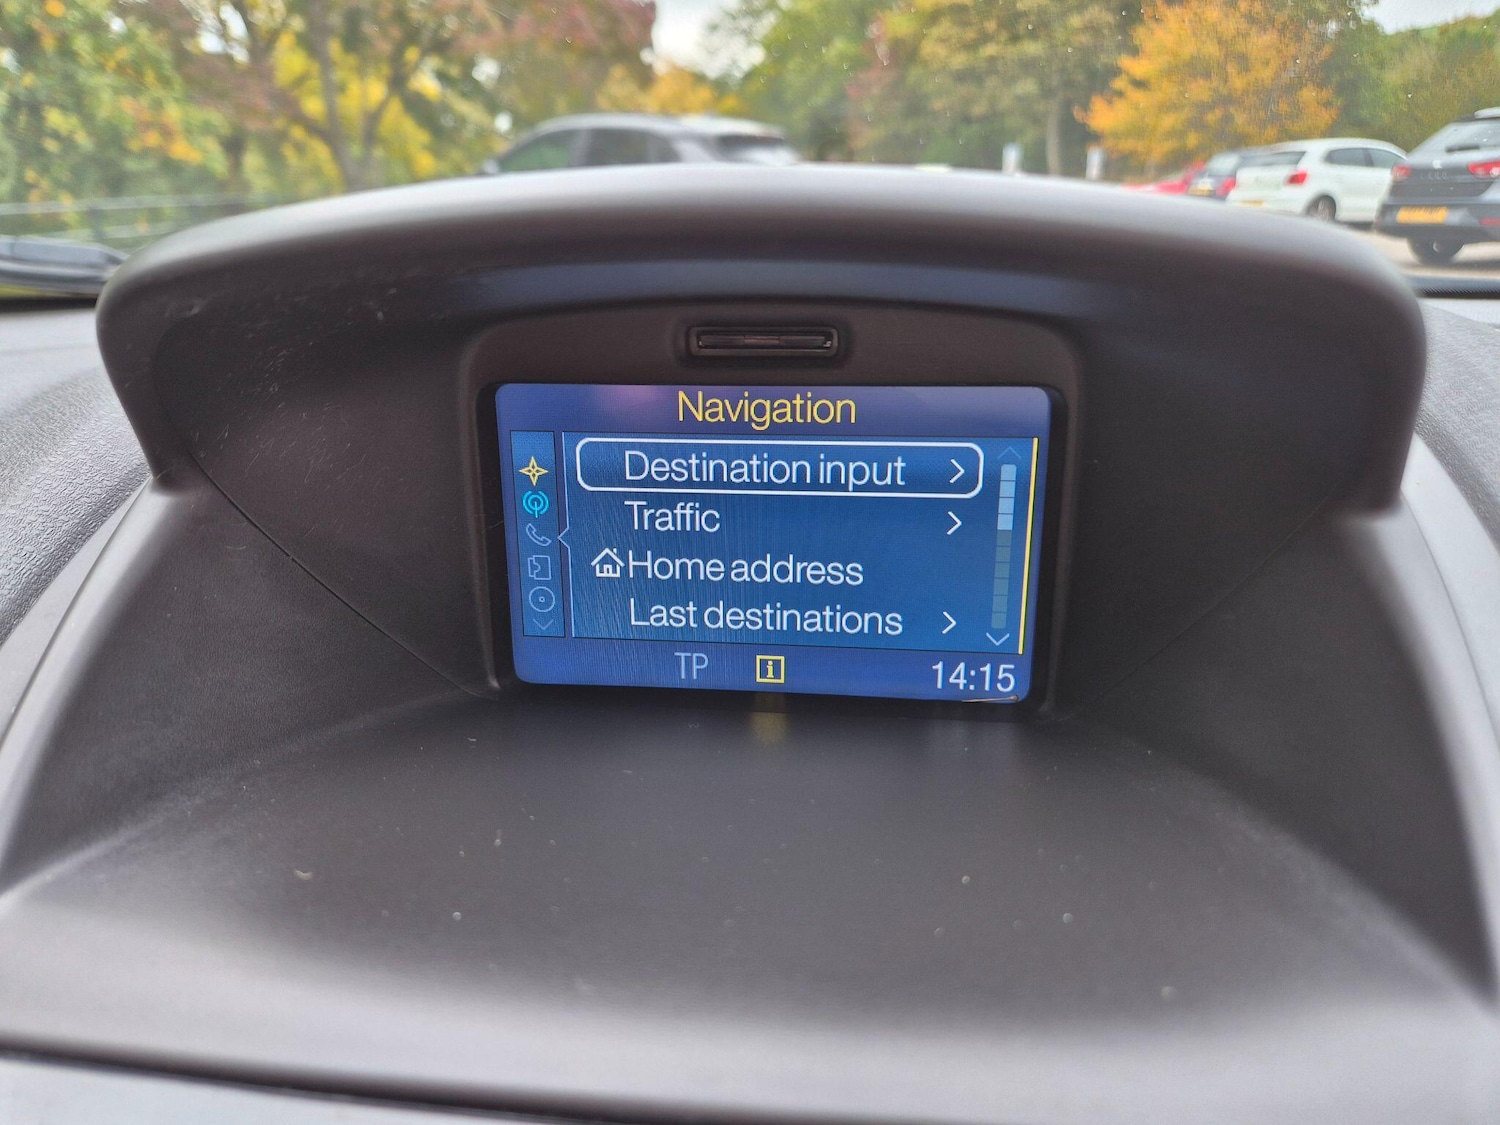 Navigation
Destination input
Traffic
Home address
Last destinations
TP
i
14:15